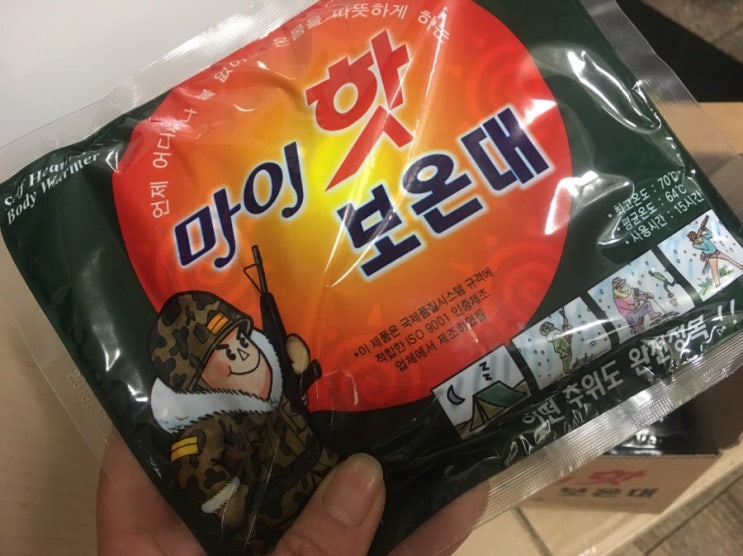 언제 어디서나 불 없이 온몸을 따뜻하게 하는
Self Heating
Body Warmer
마이 핫
보온대
• 최고온도 : 70℃
• 평균온도 : 64℃
• 사용시간 : 15시간
•이 제품은 국제품질시스템 규격에
적합한 ISO 9001 인증제조
업체에서 제조하였음
어떤 추위도 완전정복
핫
보온대